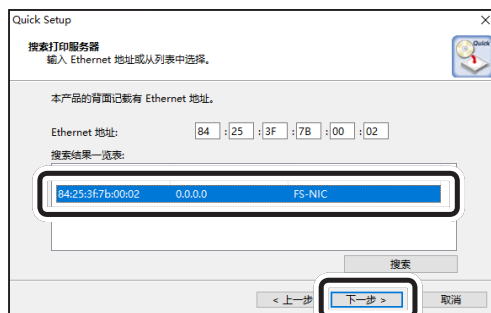 Quick Setup
Quick
搜索打印服务器
输入 Ethernet 地址或从列表中选择。
本产品的背面记载有 Ethernet 地址。
Ethernet 地址: 84 : 25 : 3F : 7B : 00 : 02
搜索结果一览表:
84:25:3f:7b:00:02 0.0.0.0 FS-NIC
搜索
< 上一步 下一步 > 取消